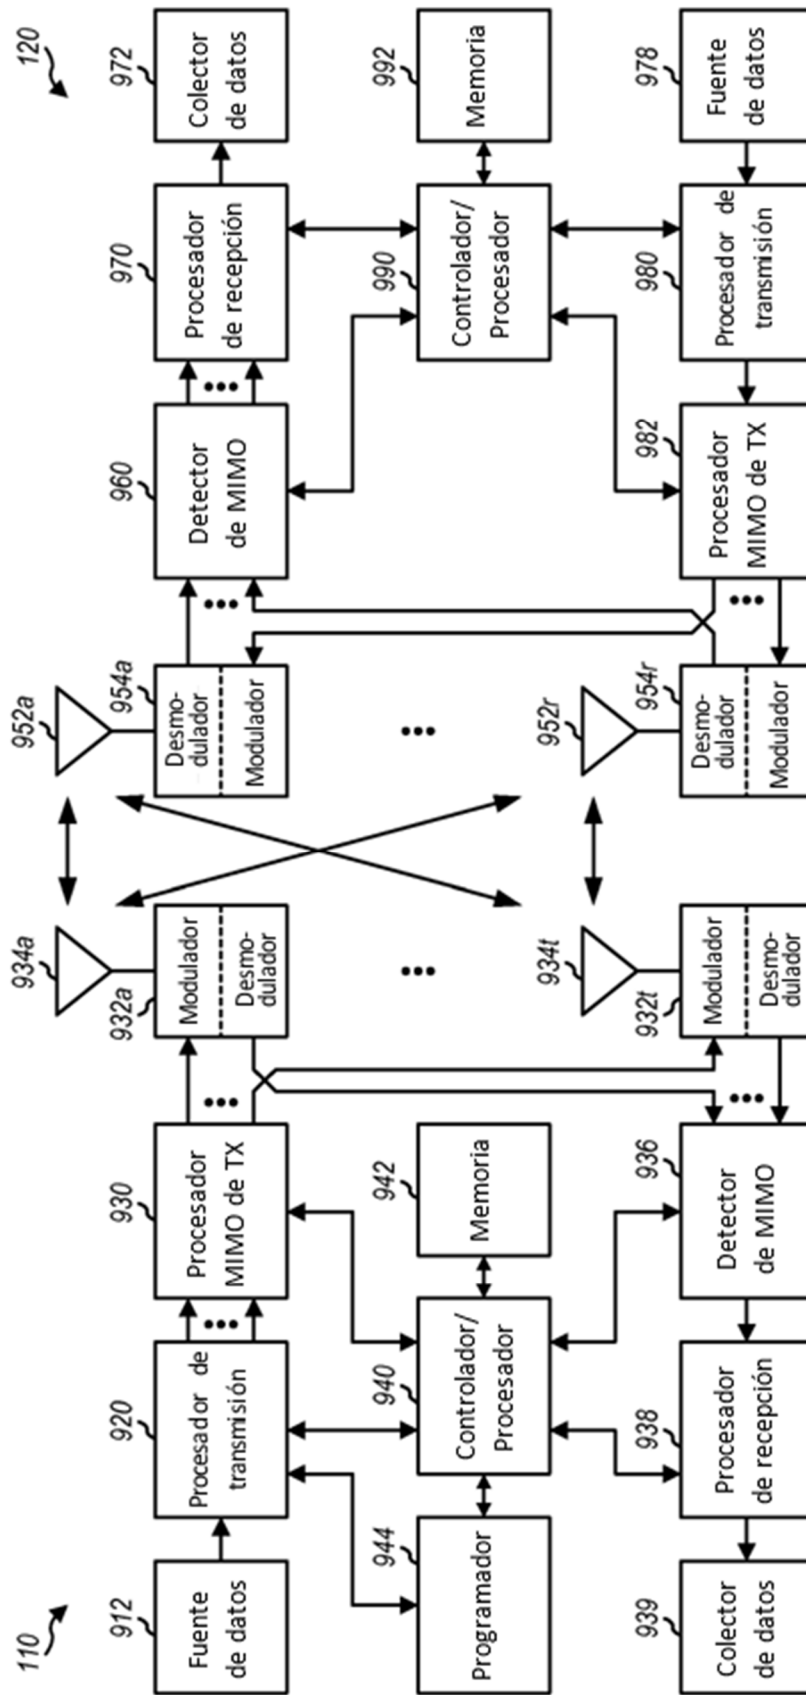 110
120
912
Fuente
de datos
920
Procesador de
transmisión
930
Procesador
MIMO de TX
932a
Modulador
Desmo-
dulador
934a
952a
954a
Desmo-
dulador
Modulador
960
Detector
de MIMO
970
Procesador
de recepción
972
Colector
de datos
944
Programador
940
Controlador/
Procesador
942
Memoria
990
Controlador/
Procesador
992
Memoria
939
Colector
de datos
938
Procesador
de recepción
936
Detector
de MIMO
932t
Modulador
Desmo-
dulador
934t
952r
954r
Desmo-
dulador
Modulador
982
Procesador
MIMO de TX
980
Procesador de
transmisión
978
Fuente
de datos